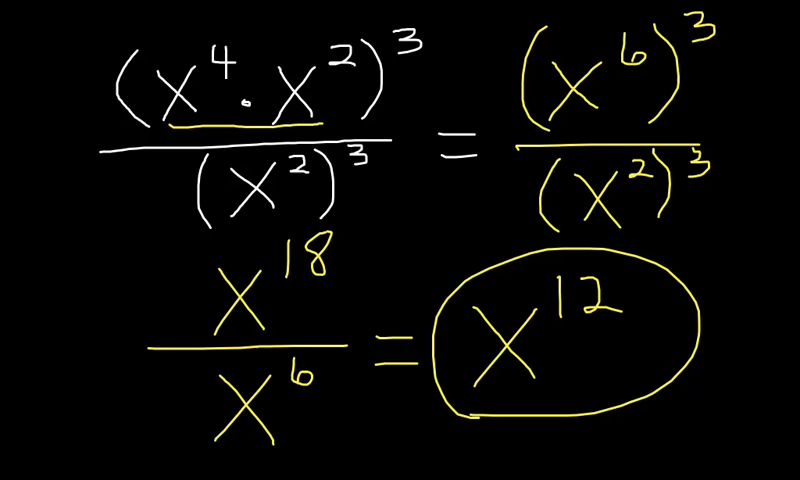 (x⁴ · x²)³ / (x²)³ = (x⁶)³ / (x²)³
x¹⁸ / x⁶ = x¹²